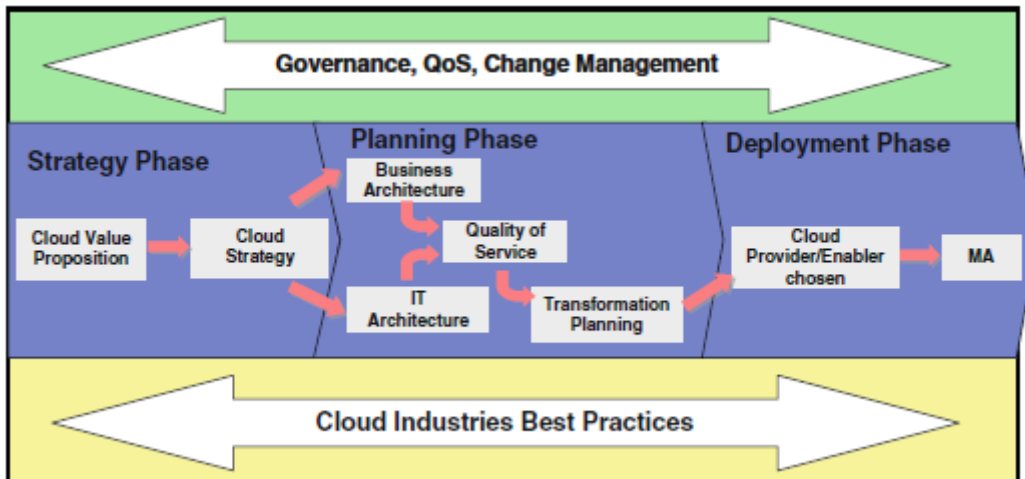 Governance, QoS, Change Management
Strategy Phase
Planning Phase
Deployment Phase
Cloud Value
Proposition
Cloud
Strategy
Business
Architecture
IT
Architecture
Quality of
Service
Transformation
Planning
Cloud
Provider/Enabler
chosen
MA
Cloud Industries Best Practices